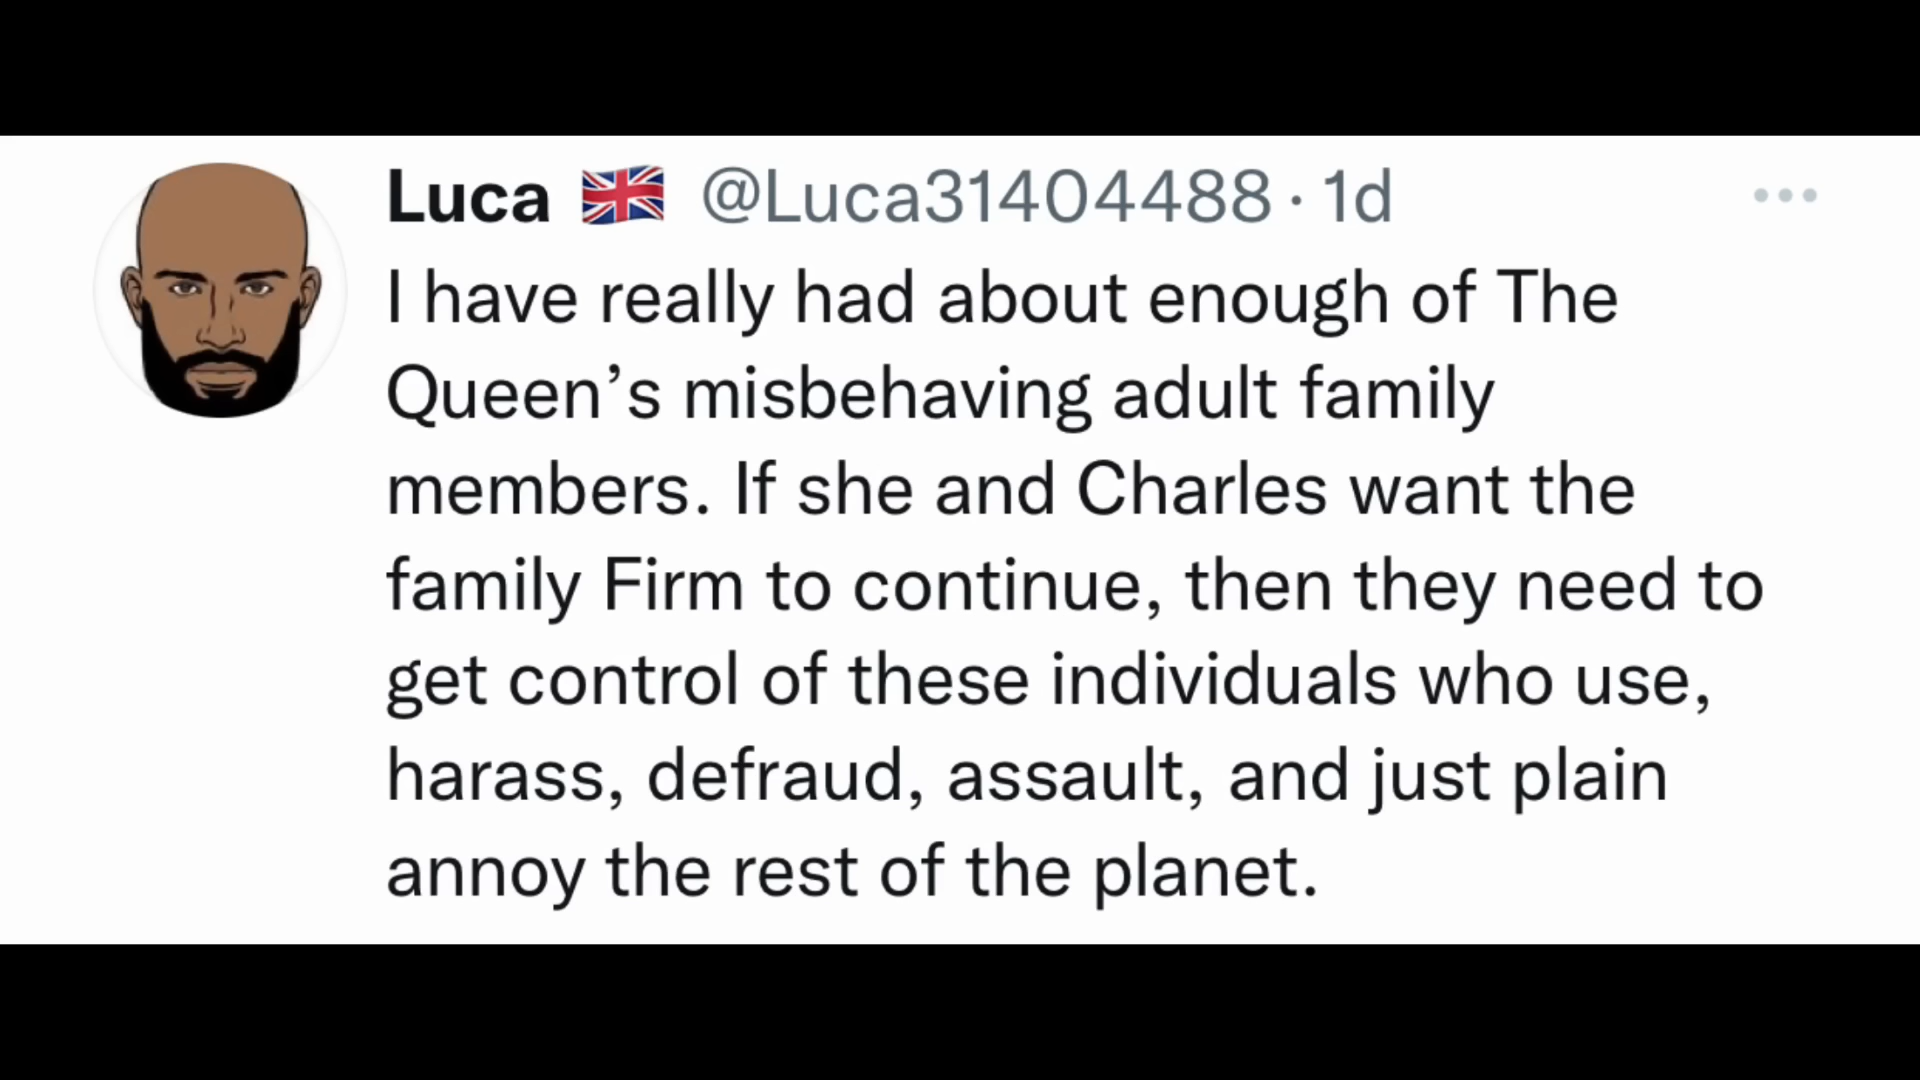 Luca 🇬🇧 @Luca31404488 · 1d
I have really had about enough of The
Queen’s misbehaving adult family
members. If she and Charles want the
family Firm to continue, then they need to
get control of these individuals who use,
harass, defraud, assault, and just plain
annoy the rest of the planet.